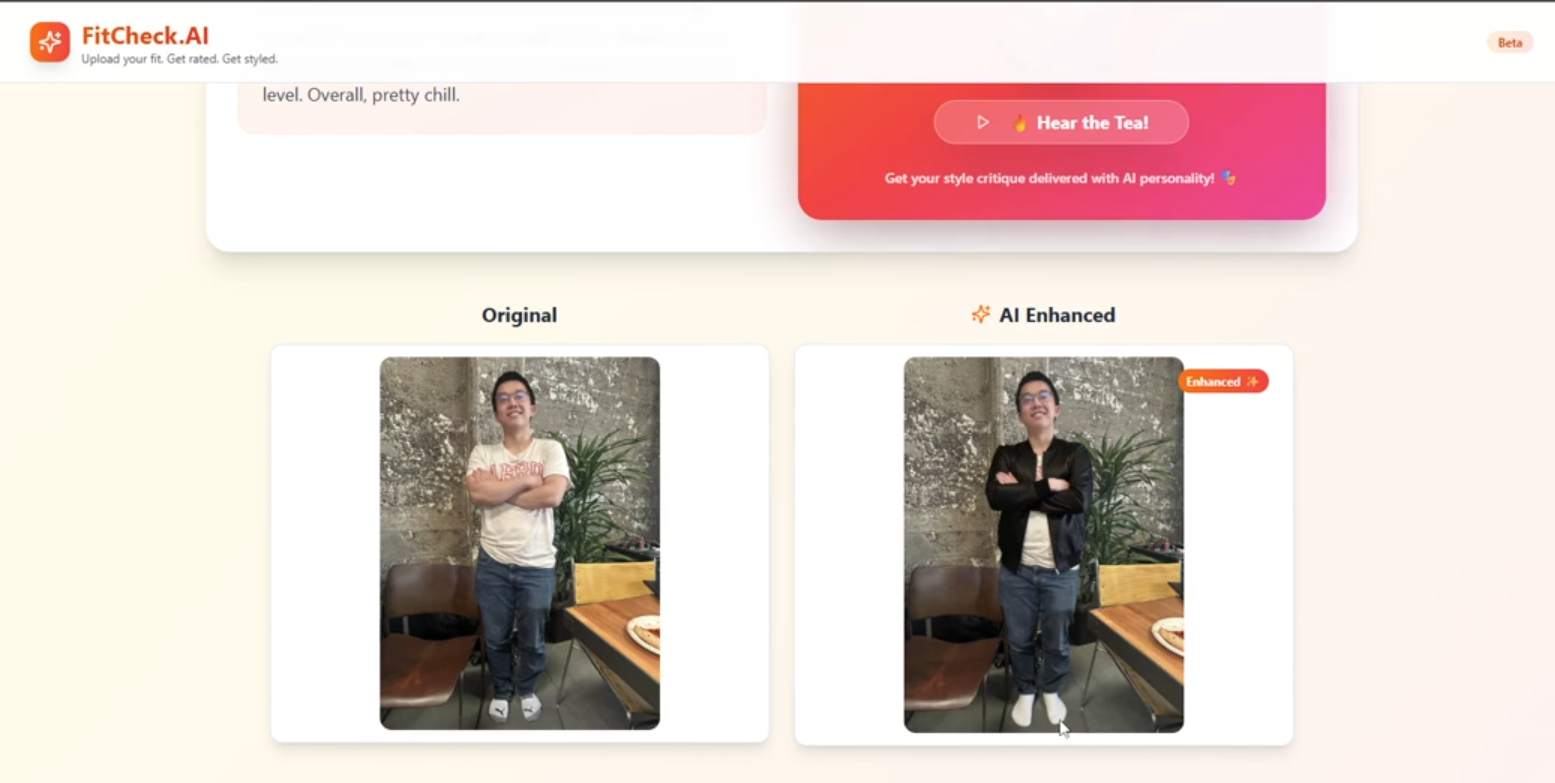 FitCheck.AI
Upload your fit. Get rated. Get styled.
Beta
level. Overall, pretty chill.
🔥 Hear the Tea!
Get your style critique delivered with AI personality! 🎭
Original
✨ AI Enhanced
Enhanced ✨